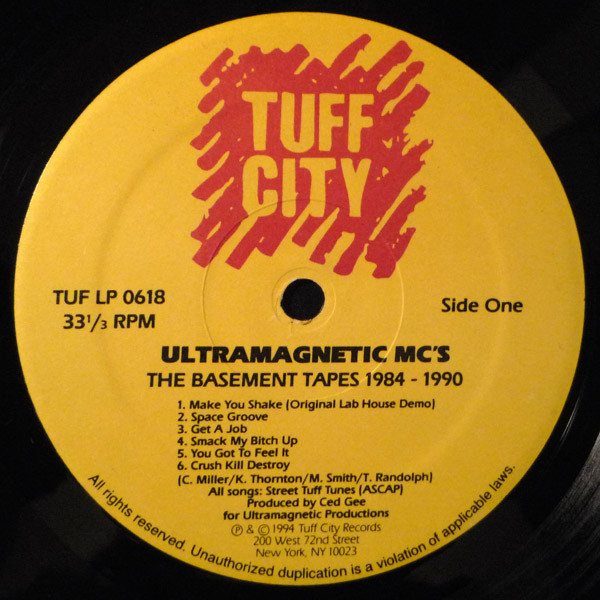 TUFF
CITY
TUF LP 0618
33 1/3 RPM
Side One
ULTRAMAGNETIC MC'S
THE BASEMENT TAPES 1984 - 1990
1. Make You Shake (Original Lab House Demo)
2. Space Groove
3. Get A Job
4. Smack My Bitch Up
5. You Got To Feel It
6. Crush Kill Destroy
(C. Miller/K. Thornton/M. Smith/T. Randolph)
All songs: Street Tuff Tunes (ASCAP)
Produced by Ced Gee
for Ultramagnetic Productions
℗ & © 1994 Tuff City Records
200 West 72nd Street
New York, NY 10023
All rights reserved. Unauthorized duplication is a violation of applicable laws.